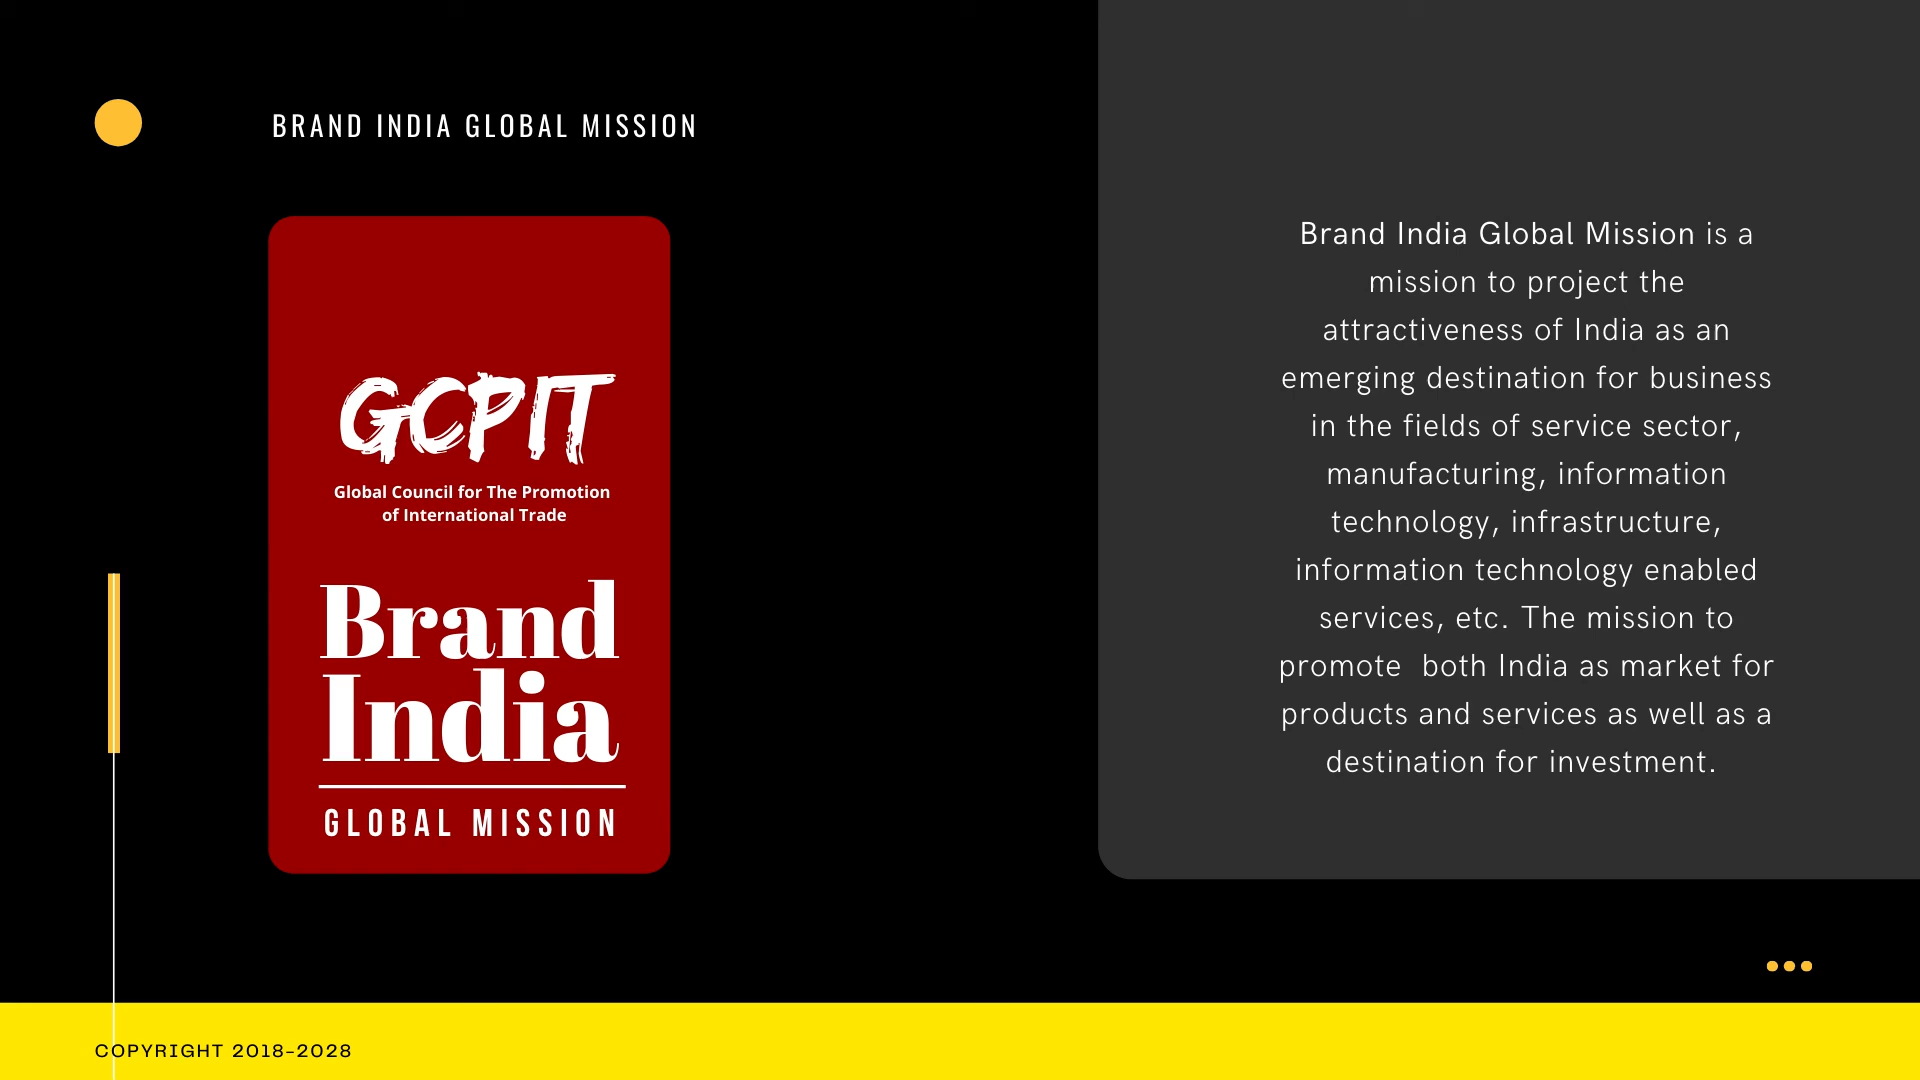 BRAND INDIA GLOBAL MISSION
GCPIT
Global Council for The Promotion
of International Trade
Brand
India
GLOBAL MISSION
Brand India Global Mission is a
mission to project the
attractiveness of India as an
emerging destination for business
in the fields of service sector,
manufacturing, information
technology, infrastructure,
information technology enabled
services, etc. The mission to
promote  both India as market for
products and services as well as a
destination for investment.
COPYRIGHT 2018-2028